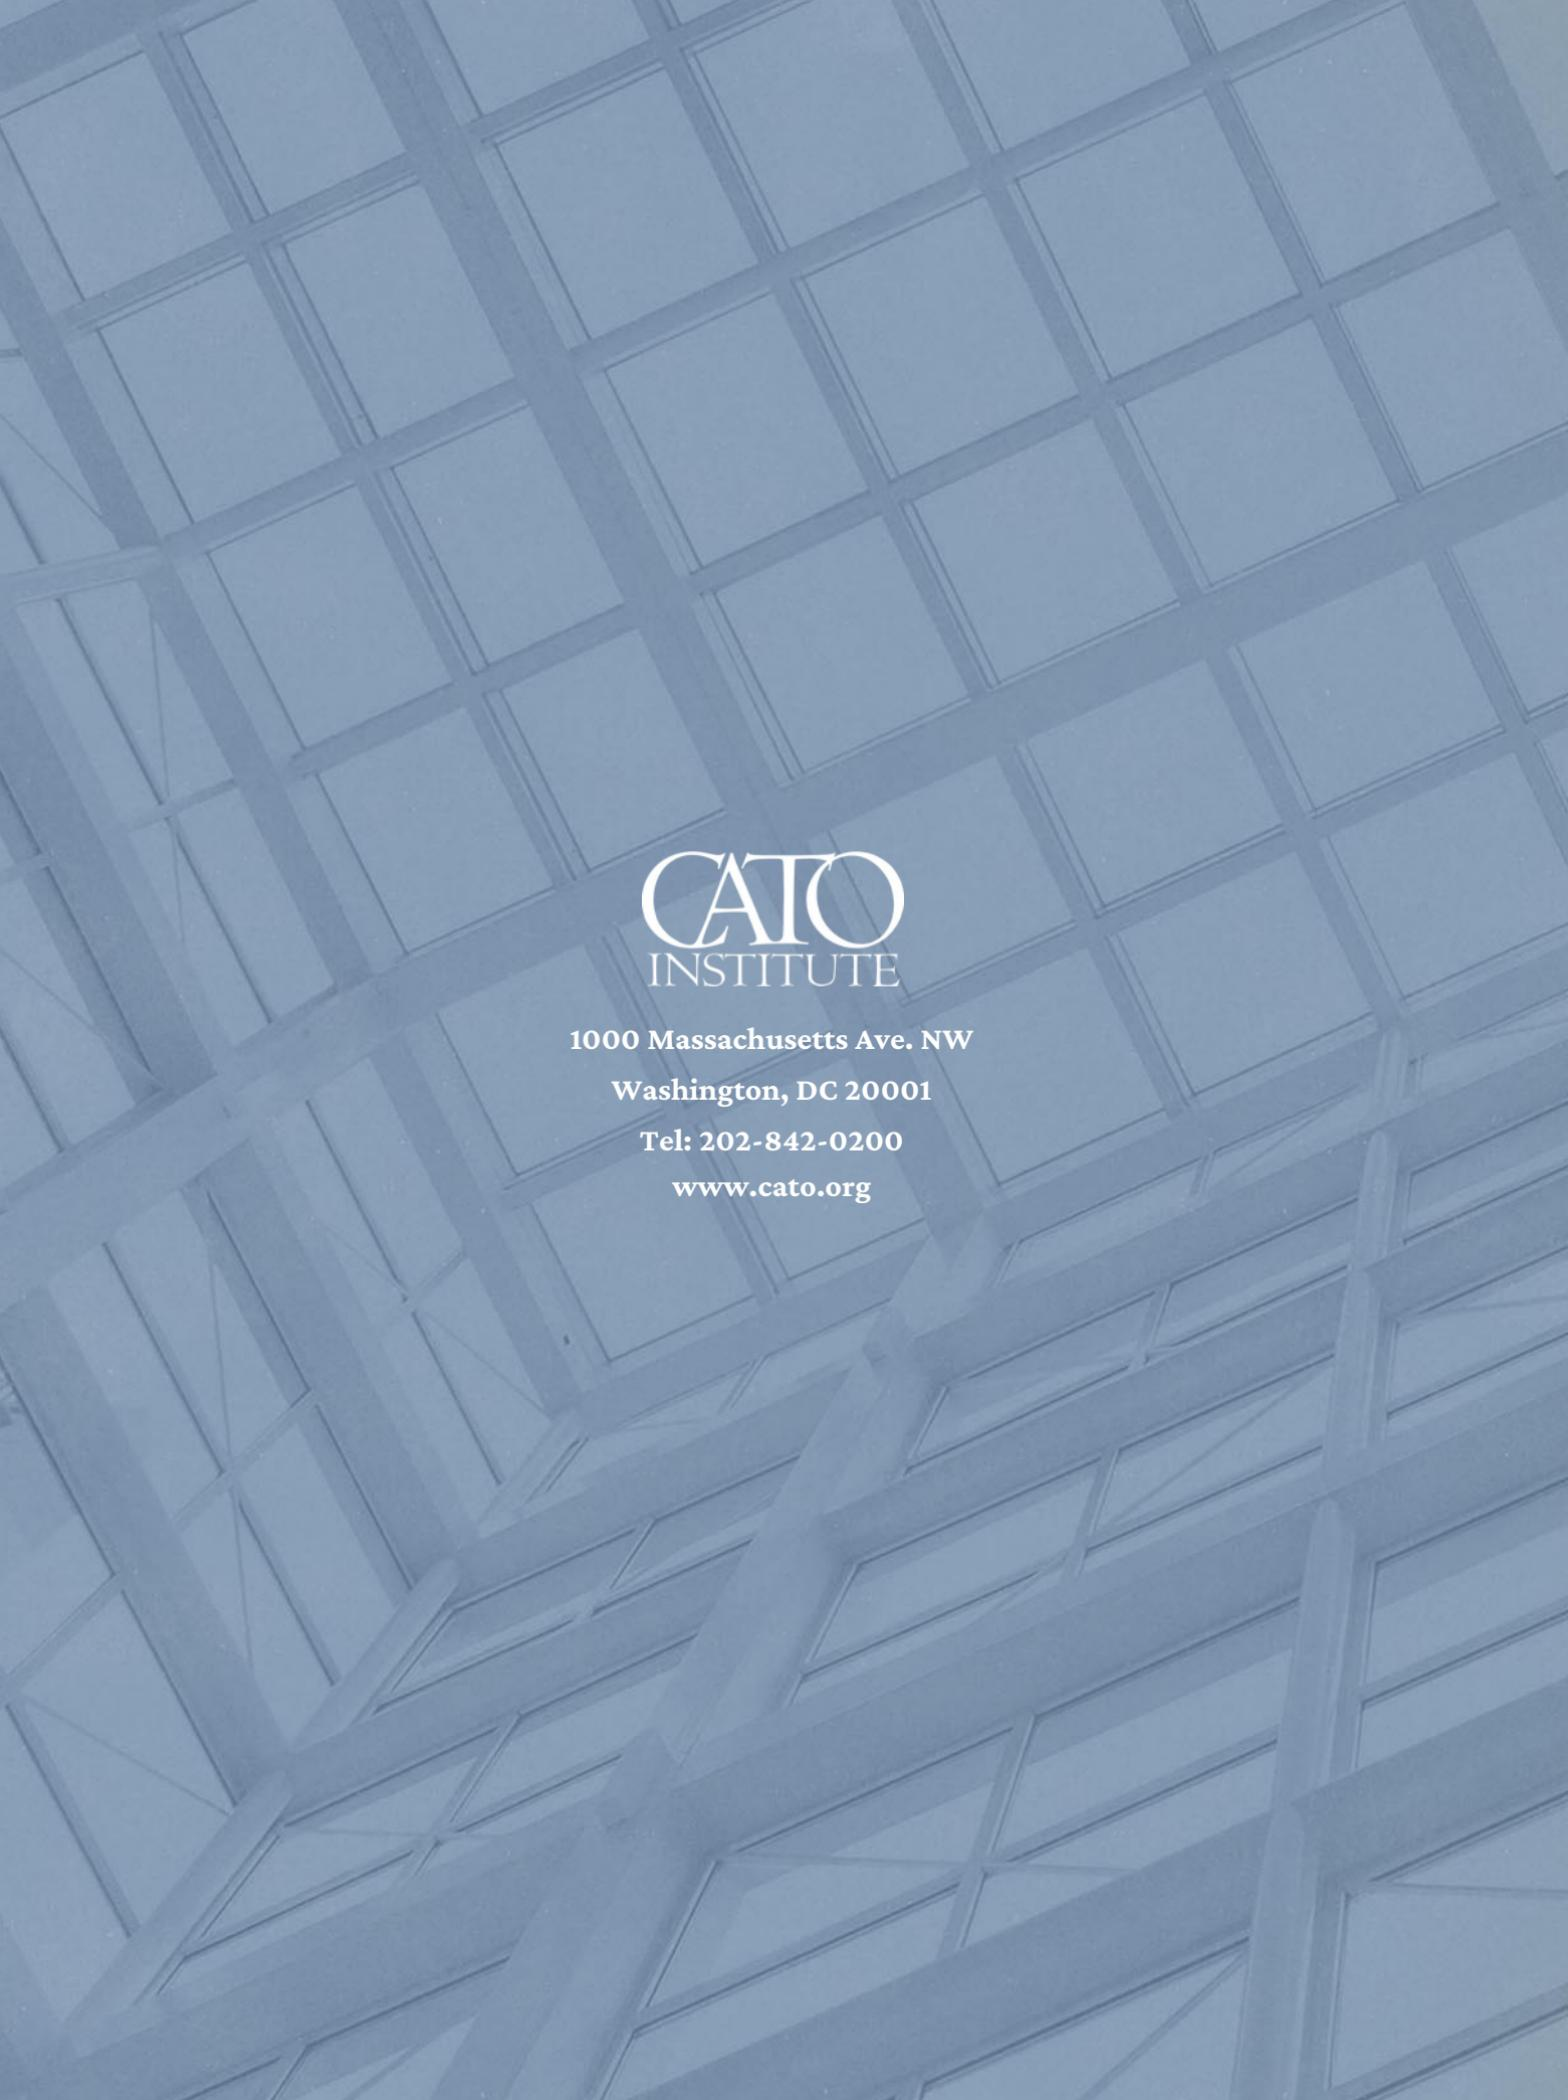 CATO
INSTITUTE
1000 Massachusetts Ave. NW
Washington, DC 20001
Tel: 202-842-0200
www.cato.org